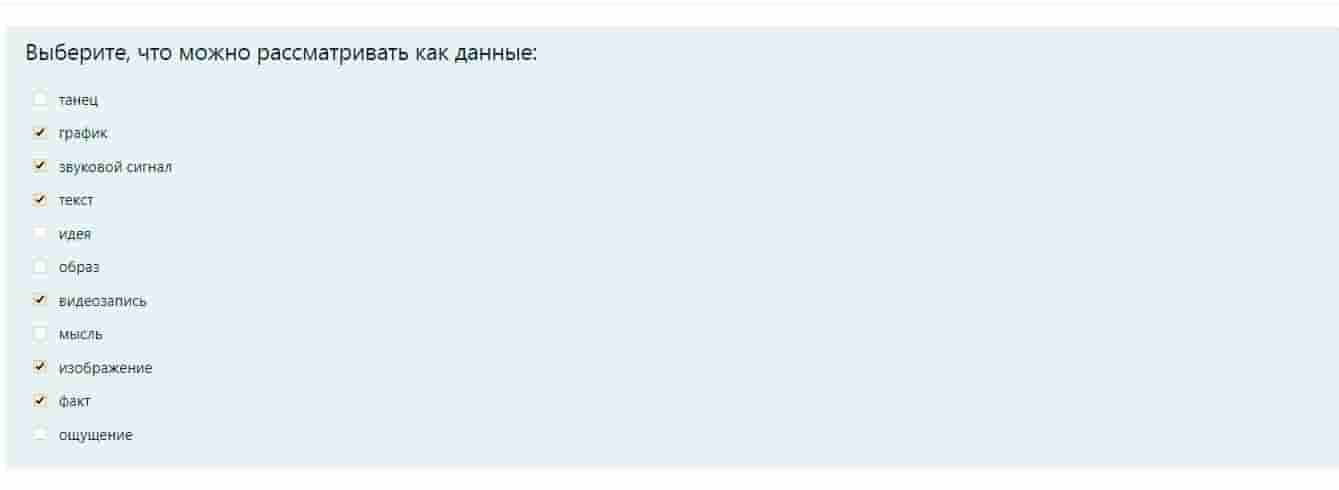 Выберите, что можно рассматривать как данные:
танец
график
звуковой сигнал
текст
идея
образ
видеозапись
мысль
изображение
факт
ощущение